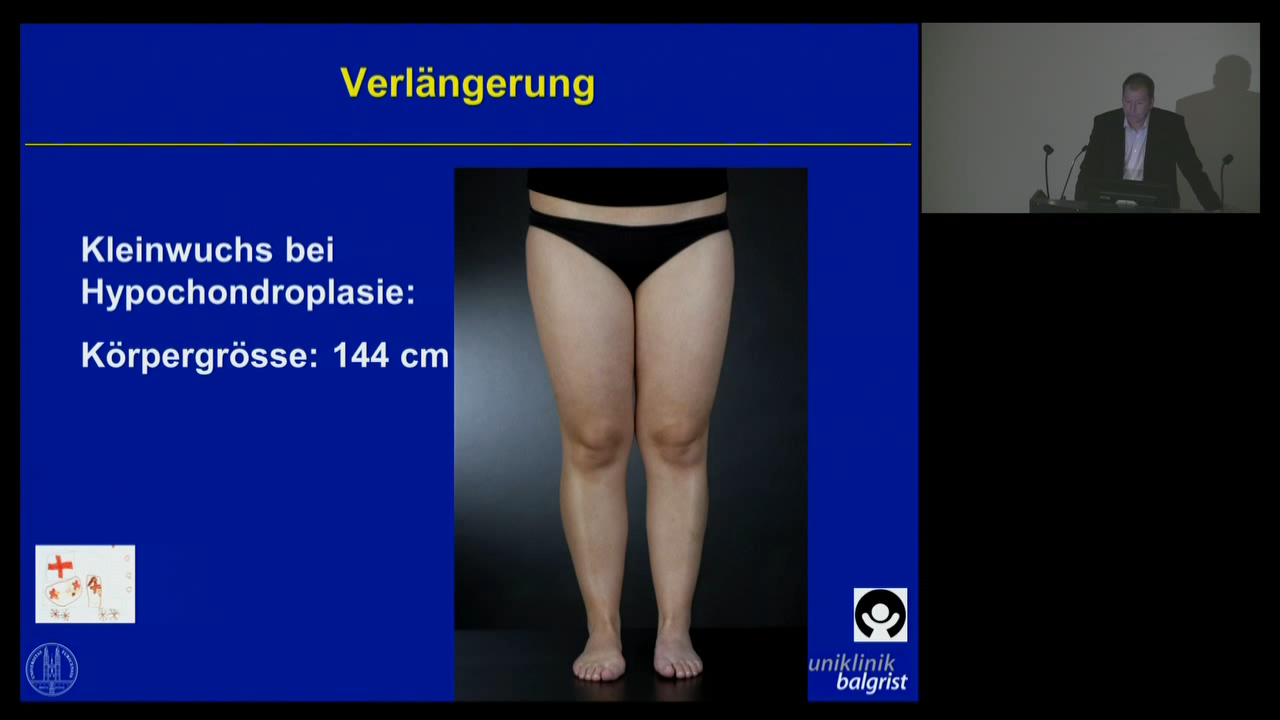 Verlängerung
Kleinwuchs bei
Hypochondroplasie:
Körpergrösse: 144 cm
uniklinik
balgrist